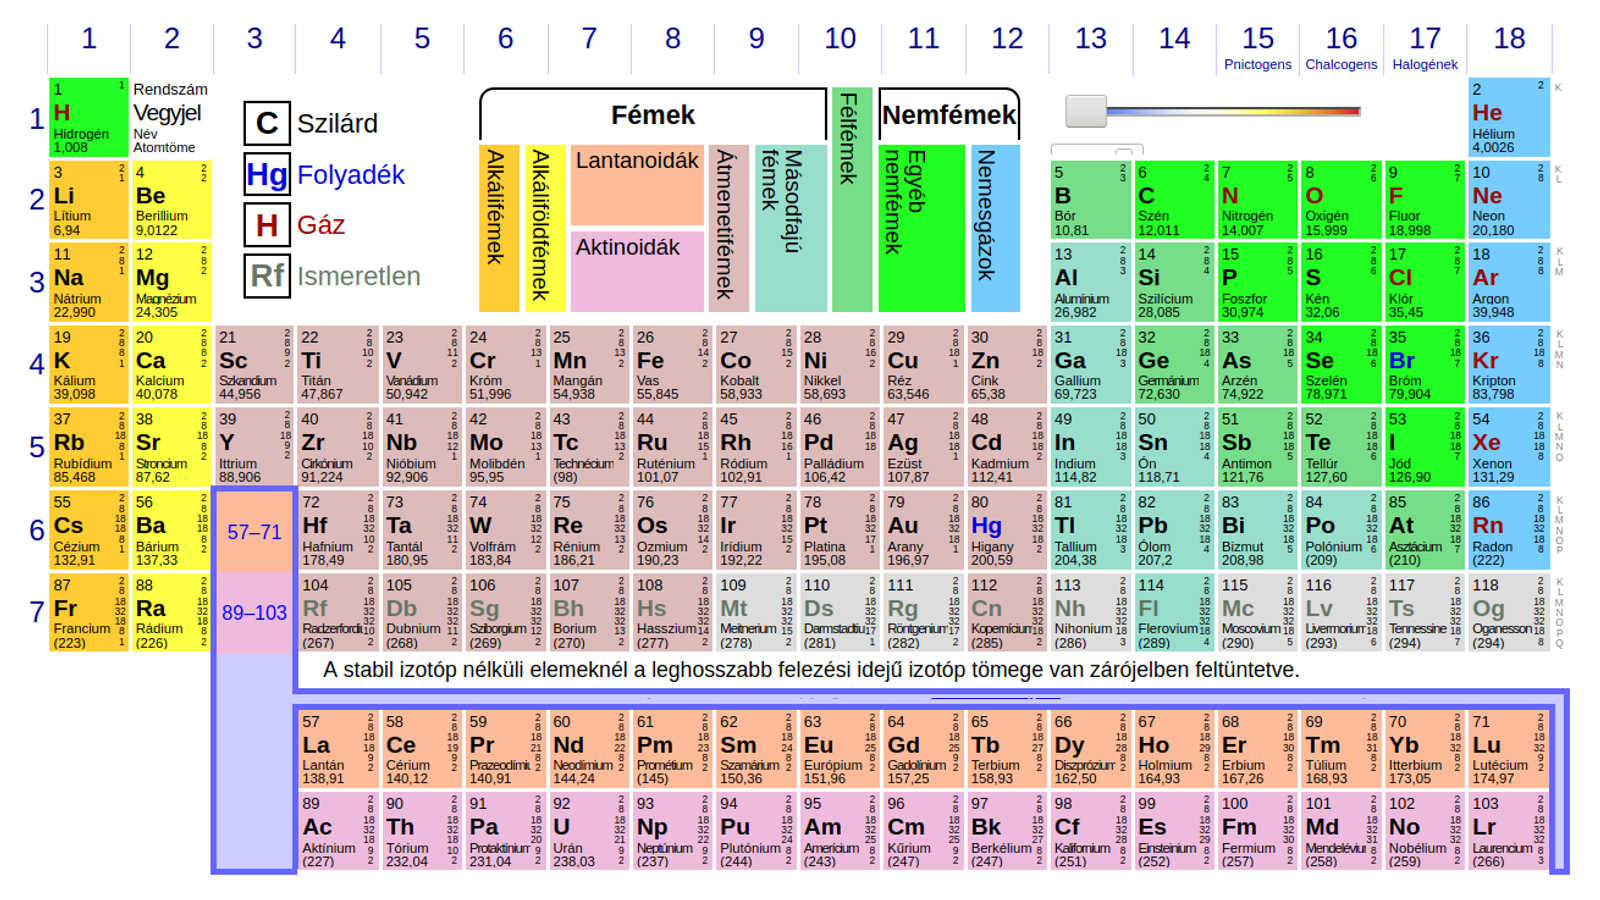 1 2 3 4 5 6 7 8 9 10 11 12 13 14 15 16 17 18
Pnictogens Chalcogens Halogének
1
1 1
H
Hidrogén
1,008
Rendszám
Vegyjel
Név
Atomtöme
C Szilárd
Hg Folyadék
H Gáz
Rf Ismeretlen
Fémek
Félfémek
Nemfémek
Alkálifémek
Alkáliföldfémek
Lantanoidák
Aktinoidák
Átmenetifémek
Másodfajú
fémek
Egyéb
nemfémek
Nemesgázok
2 2 K
He
Hélium
4,0026
2
3 4 5 6 7 8 9 10
Li Be B C N O F Ne
Lítium Berillium Bór Szén Nitrogén Oxigén Fluor Neon
6,94 9,0122 10,81 12,011 14,007 15,999 18,998 20,180
3
11 12 13 14 15 16 17 18
Na Mg Al Si P S Cl Ar
Nátrium Magnézium Alumínium Szilícium Foszfor Kén Klór Argon
22,990 24,305 26,982 28,085 30,974 32,06 35,45 39,948
4
19 20 21 22 23 24 25 26 27 28 29 30 31 32 33 34 35 36
K Ca Sc Ti V Cr Mn Fe Co Ni Cu Zn Ga Ge As Se Br Kr
Kálium Kalcium Szkandium Titán Vanádium Króm Mangán Vas Kobalt Nikkel Réz Cink Gallium Germánium Arzén Szelén Bróm Kripton
39,098 40,078 44,956 47,867 50,942 51,996 54,938 55,845 58,933 58,693 63,546 65,38 69,723 72,630 74,922 78,971 79,904 83,798
5
37 38 39 40 41 42 43 44 45 46 47 48 49 50 51 52 53 54
Rb Sr Y Zr Nb Mo Tc Ru Rh Pd Ag Cd In Sn Sb Te I Xe
Rubídium Stroncium Ittrium Cirkónium Nióbium Molibdén Technécium Ruténium Ródium Palládium Ezüst Kadmium Indium Ón Antimon Tellúr Jód Xenon
85,468 87,62 88,906 91,224 92,906 95,95 (98) 101,07 102,91 106,42 107,87 112,41 114,82 118,71 121,76 127,60 126,90 131,29
6
55 56 57–71 72 73 74 75 76 77 78 79 80 81 82 83 84 85 86
Cs Ba Hf Ta W Re Os Ir Pt Au Hg Tl Pb Bi Po At Rn
Cézium Bárium Hafnium Tantál Volfrám Rénium Ozmium Irídium Platina Arany Higany Tallium Ólom Bizmut Polónium Asztácium Radon
132,91 137,33 178,49 180,95 183,84 186,21 190,23 192,22 195,08 196,97 200,59 204,38 207,2 208,98 (209) (210) (222)
7
87 88 89–103 104 105 106 107 108 109 110 111 112 113 114 115 116 117 118
Fr Ra Rf Db Sg Bh Hs Mt Ds Rg Cn Nh Fl Mc Lv Ts Og
Francium Rádium Radzerfordiu Dubnium Sziborgium Borium Hasszium Meitnerium Darmstadtiu Röntgenium Kopernícium Nihonium Flerovium Moscovium Livermorium Tennessine Oganesson
(223) (226) (267) (268) (269) (270) (277) (278) (281) (282) (285) (286) (289) (290) (293) (294) (294)
A stabil izotóp nélküli elemeknél a leghosszabb felezési idejű izotóp tömege van zárójelben feltüntetve.
57 58 59 60 61 62 63 64 65 66 67 68 69 70 71
La Ce Pr Nd Pm Sm Eu Gd Tb Dy Ho Er Tm Yb Lu
Lantán Cérium Prazeodímiu Neodímium Prométium Szamárium Európium Gadolínium Terbium Diszprózium Holmium Erbium Túlium Itterbium Lutécium
138,91 140,12 140,91 144,24 (145) 150,36 151,96 157,25 158,93 162,50 164,93 167,26 168,93 173,05 174,97
89 90 91 92 93 94 95 96 97 98 99 100 101 102 103
Ac Th Pa U Np Pu Am Cm Bk Cf Es Fm Md No Lr
Aktínium Tórium Protaktínium Urán Neptúnium Plutónium Amerícium Kűrium Berkélium Kalifornium Einsteinium Fermium Mendeléviu Nobélium Laurencium
(227) 232,04 231,04 238,03 (237) (244) (243) (247) (247) (251) (252) (257) (258) (259) (266)